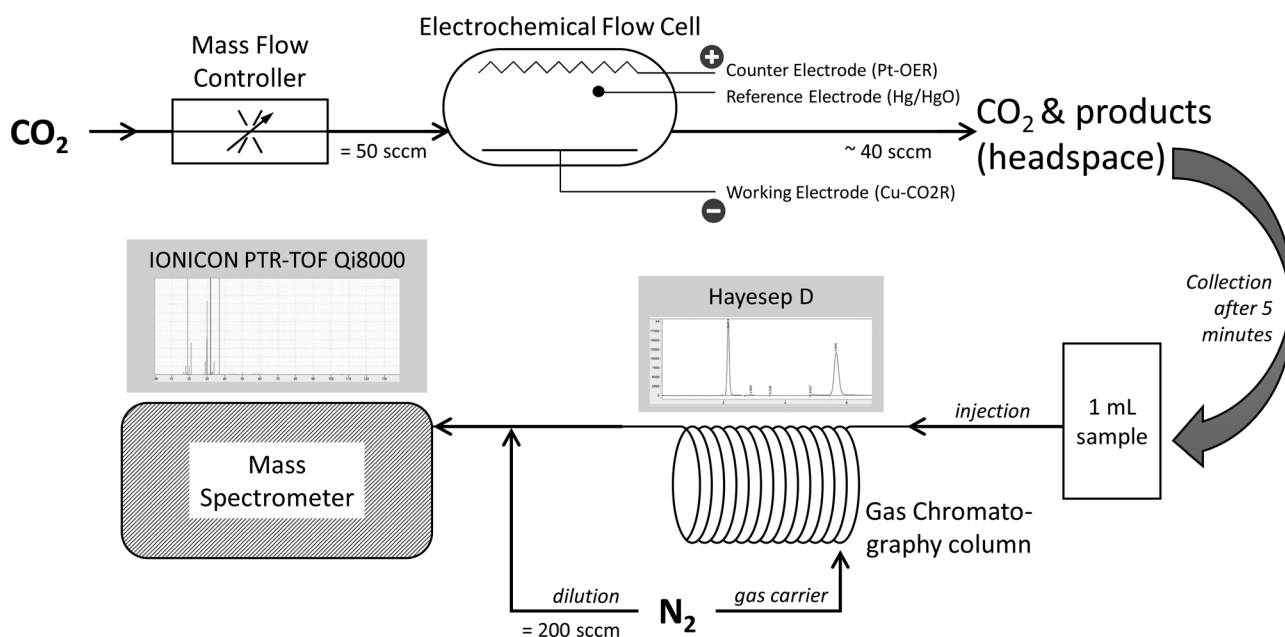 Electrochemical Flow Cell
Mass Flow
Controller
CO₂
= 50 sccm
+
Counter Electrode (Pt-OER)
Reference Electrode (Hg/HgO)
~ 40 sccm
Working Electrode (Cu-CO2R)
−
CO₂ & products
(headspace)
Collection
after 5
minutes
1 mL
sample
injection
Hayesep D
Gas Chromato-
graphy column
N₂
gas carrier
dilution
= 200 sccm
IONICON PTR-TOF Qi8000
Mass
Spectrometer